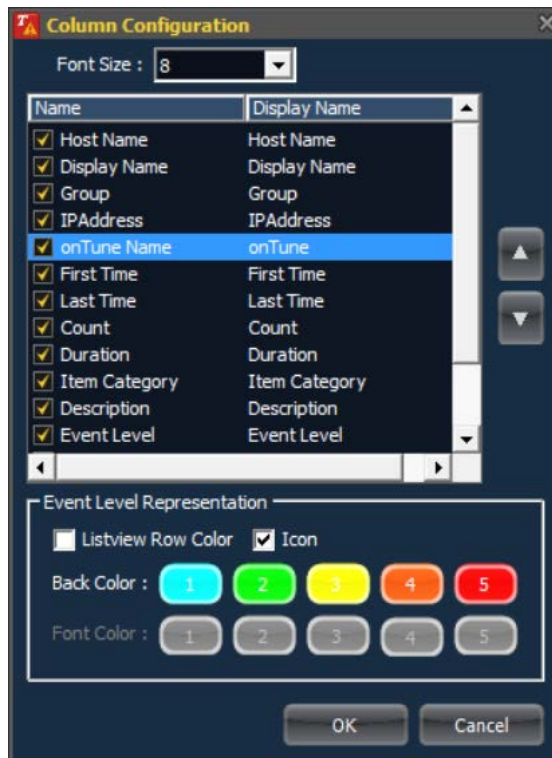 TA Column Configuration
Font Size : 8
Name Display Name
Host Name Host Name
Display Name Display Name
Group Group
IPAddress IPAddress
onTune Name onTune
First Time First Time
Last Time Last Time
Count Count
Duration Duration
Item Category Item Category
Description Description
Event Level Event Level
Event Level Representation
Listview Row Color Icon
Back Color : 1 2 3 4 5
Font Color : 1 2 3 4 5
OK Cancel